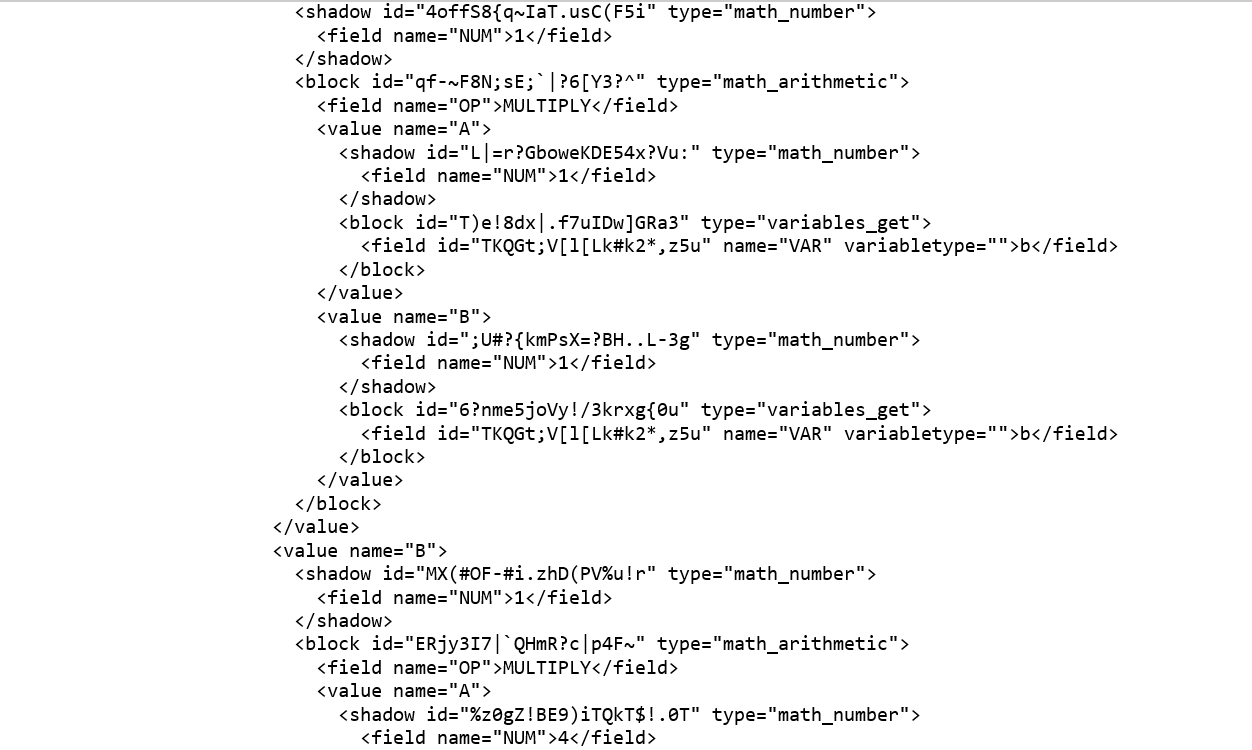 <shadow id="4offS8{q~IaT.usC(F5i" type="math_number">
<field name="NUM">1</field>
</shadow>
<block id="qf-~F8N;sE;`|?6[Y3?^" type="math_arithmetic">
<field name="OP">MULTIPLY</field>
<value name="A">
<shadow id="L|=r?GboweKDE54x?Vu:" type="math_number">
<field name="NUM">1</field>
</shadow>
<block id="T)e!8dx|.f7uIDw]GRa3" type="variables_get">
<field id="TKQGt;V[l[Lk#k2*,z5u" name="VAR" variabletype="">b</field>
</block>
</value>
<value name="B">
<shadow id=";U#?{kmPsX=?BH..L-3g" type="math_number">
<field name="NUM">1</field>
</shadow>
<block id="6?nme5joVy!/3krxg{0u" type="variables_get">
<field id="TKQGt;V[l[Lk#k2*,z5u" name="VAR" variabletype="">b</field>
</block>
</value>
</block>
</value>
<value name="B">
<shadow id="MX(#OF-#i.zhD(PV%u!r" type="math_number">
<field name="NUM">1</field>
</shadow>
<block id="ERjy3I7|`QHmR?c|p4F~" type="math_arithmetic">
<field name="OP">MULTIPLY</field>
<value name="A">
<shadow id="%z0gZ!BE9)iTQkT$!.0T" type="math_number">
<field name="NUM">4</field>